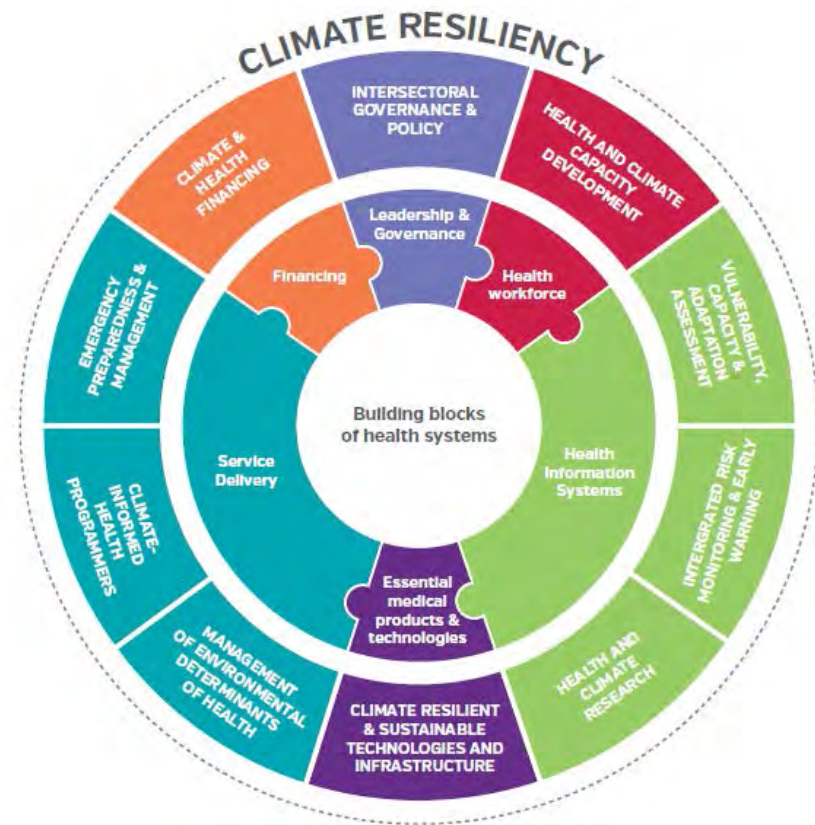 CLIMATE RESILIENCY
INTERSECTORAL
GOVERNANCE &
POLICY
HEALTH AND CLIMATE
CAPACITY
DEVELOPMENT
VULNERABILITY,
CAPACITY &
ADAPTATION
ASSESSMENT
INTERGRATED RISK
MONITORING & EARLY
WARNING
HEALTH AND
CLIMATE
RESEARCH
CLIMATE RESILIENT
& SUSTAINABLE
TECHNOLOGIES AND
INFRASTRUCTURE
MANAGEMENT
OF ENVIRONMENTAL
DETERMINANTS
OF HEALTH
CLIMATE-
INFORMED
HEALTH
PROGRAMMERS
EMERGENCY
PREPAREDNESS &
MANAGEMENT
CLIMATE &
HEALTH
FINANCING
Leadership &
Governance
Health
workforce
Health
Information
Systems
Essential
medical
products &
technologies
Service
Delivery
Financing
Building blocks
of health systems